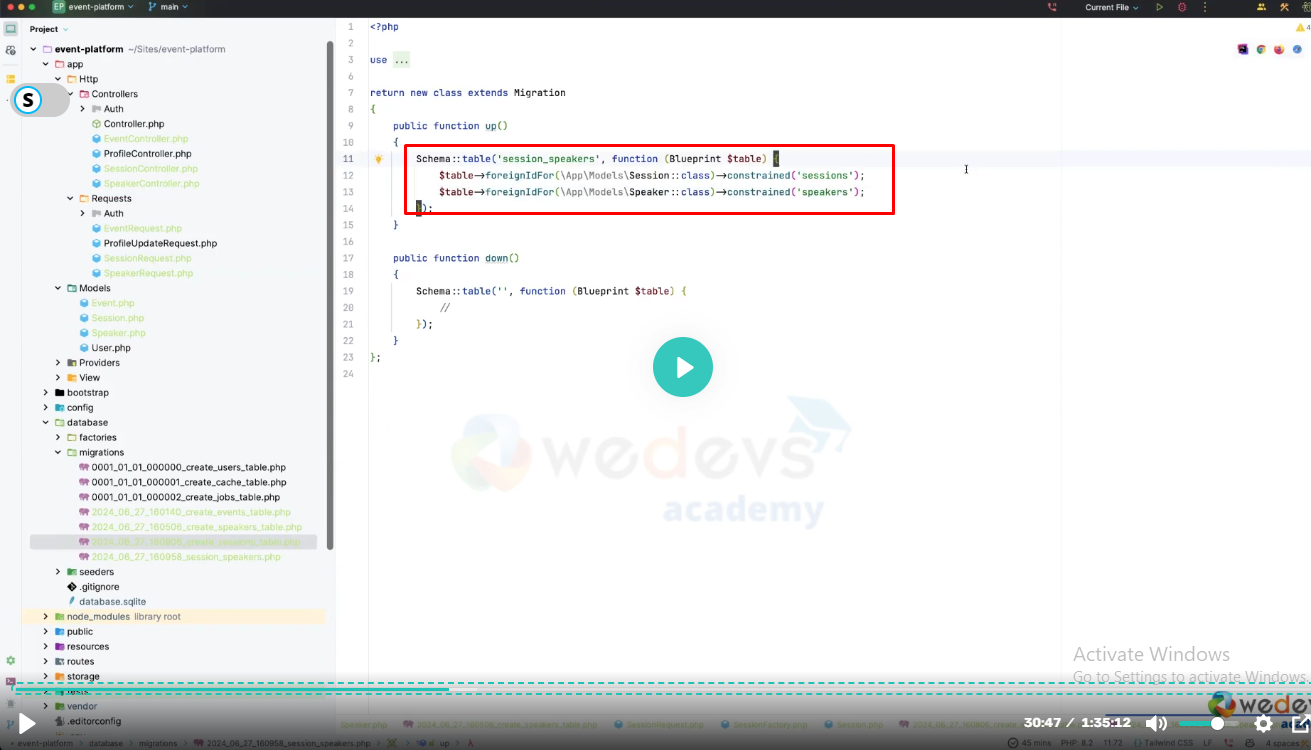 EP event-platform
main
Current File
Project
event-platform ~/Sites/event-platform
app
Http
Controllers
Auth
Controller.php
EventController.php
ProfileController.php
SessionController.php
SpeakerController.php
Requests
Auth
EventRequest.php
ProfileUpdateRequest.php
SessionRequest.php
SpeakerRequest.php
Models
Event.php
Session.php
Speaker.php
User.php
Providers
View
bootstrap
config
database
factories
migrations
0001_01_01_000000_create_users_table.php
0001_01_01_000001_create_cache_table.php
0001_01_01_000002_create_jobs_table.php
2024_06_27_160140_create_events_table.php
2024_06_27_160506_create_speakers_table.php
2024_06_27_160958_session_speakers.php
seeders
.gitignore
database.sqlite
node_modules library root
public
resources
routes
storage
tests
vendor
.editorconfig
S
4
1 <?php
2
3 use ...
6
7 return new class extends Migration
8 {
9 public function up()
10 {
11 Schema::table('session_speakers', function (Blueprint $table) {
12 $table→foreignIdFor(\App\Models\Session::class)→constrained('sessions');
13 $table→foreignIdFor(\App\Models\Speaker::class)→constrained('speakers');
14 });
15 }
16
17 public function down()
18 {
19 Schema::table('', function (Blueprint $table) {
20 //
21 });
22 }
23 };
24
wedevs
academy
Activate Windows
Go to Settings to activate Windows.
30:47 / 1:35:12
event-platform database migrations 2024_06_27_160958_session_speakers.php up
45 mins PHP: 8.2 11:72 Tailwind CSS LF 4 spaces